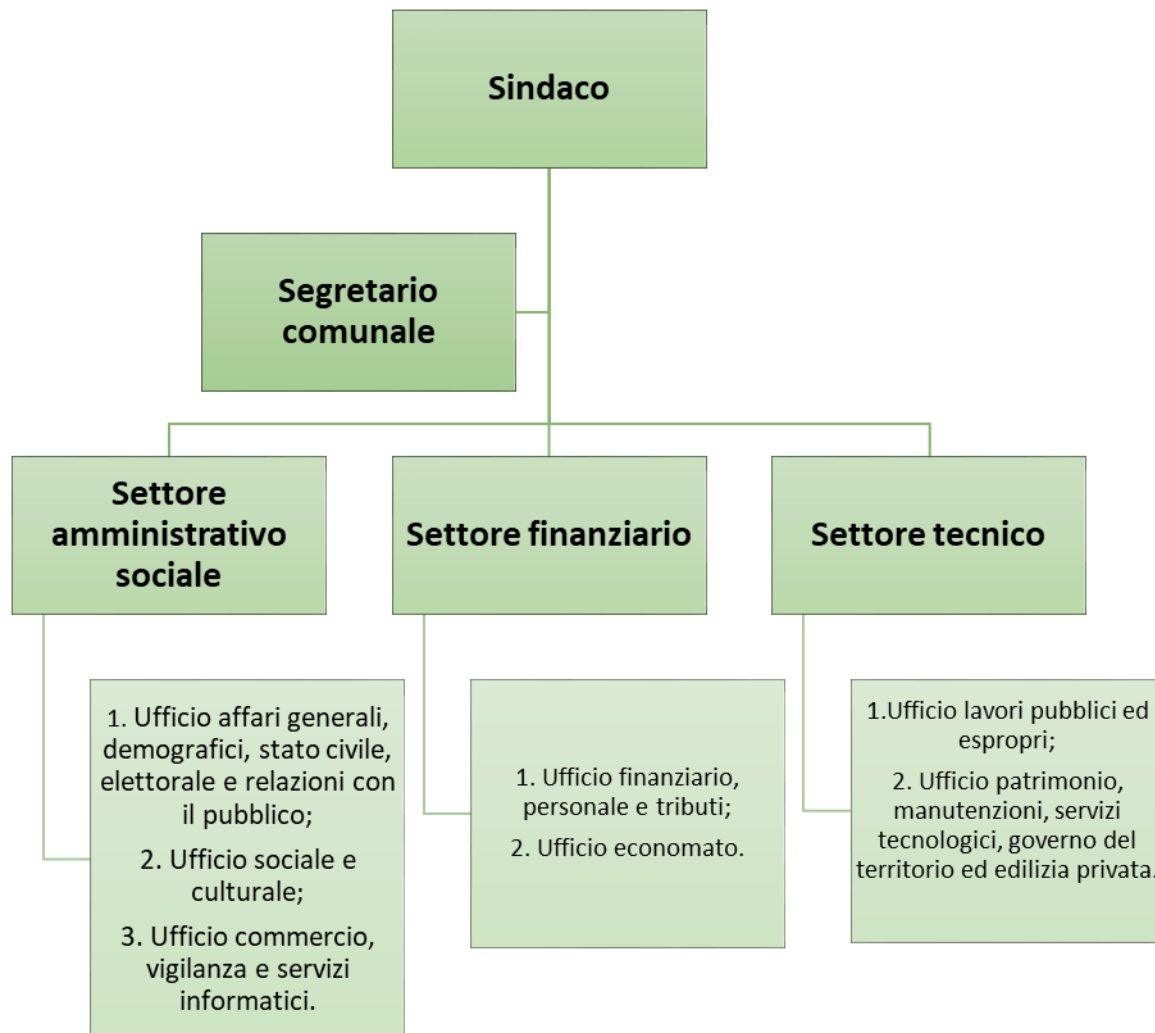 Sindaco
Segretario
comunale
Settore
amministrativo
sociale
Settore finanziario
Settore tecnico
1. Ufficio affari generali,
demografici, stato civile,
elettorale e relazioni con
il pubblico;
2. Ufficio sociale e
culturale;
3. Ufficio commercio,
vigilanza e servizi
informatici.
1. Ufficio finanziario,
personale e tributi;
2. Ufficio economato.
1.Ufficio lavori pubblici ed
espropri;
2. Ufficio patrimonio,
manutenzioni, servizi
tecnologici, governo del
territorio ed edilizia privata.